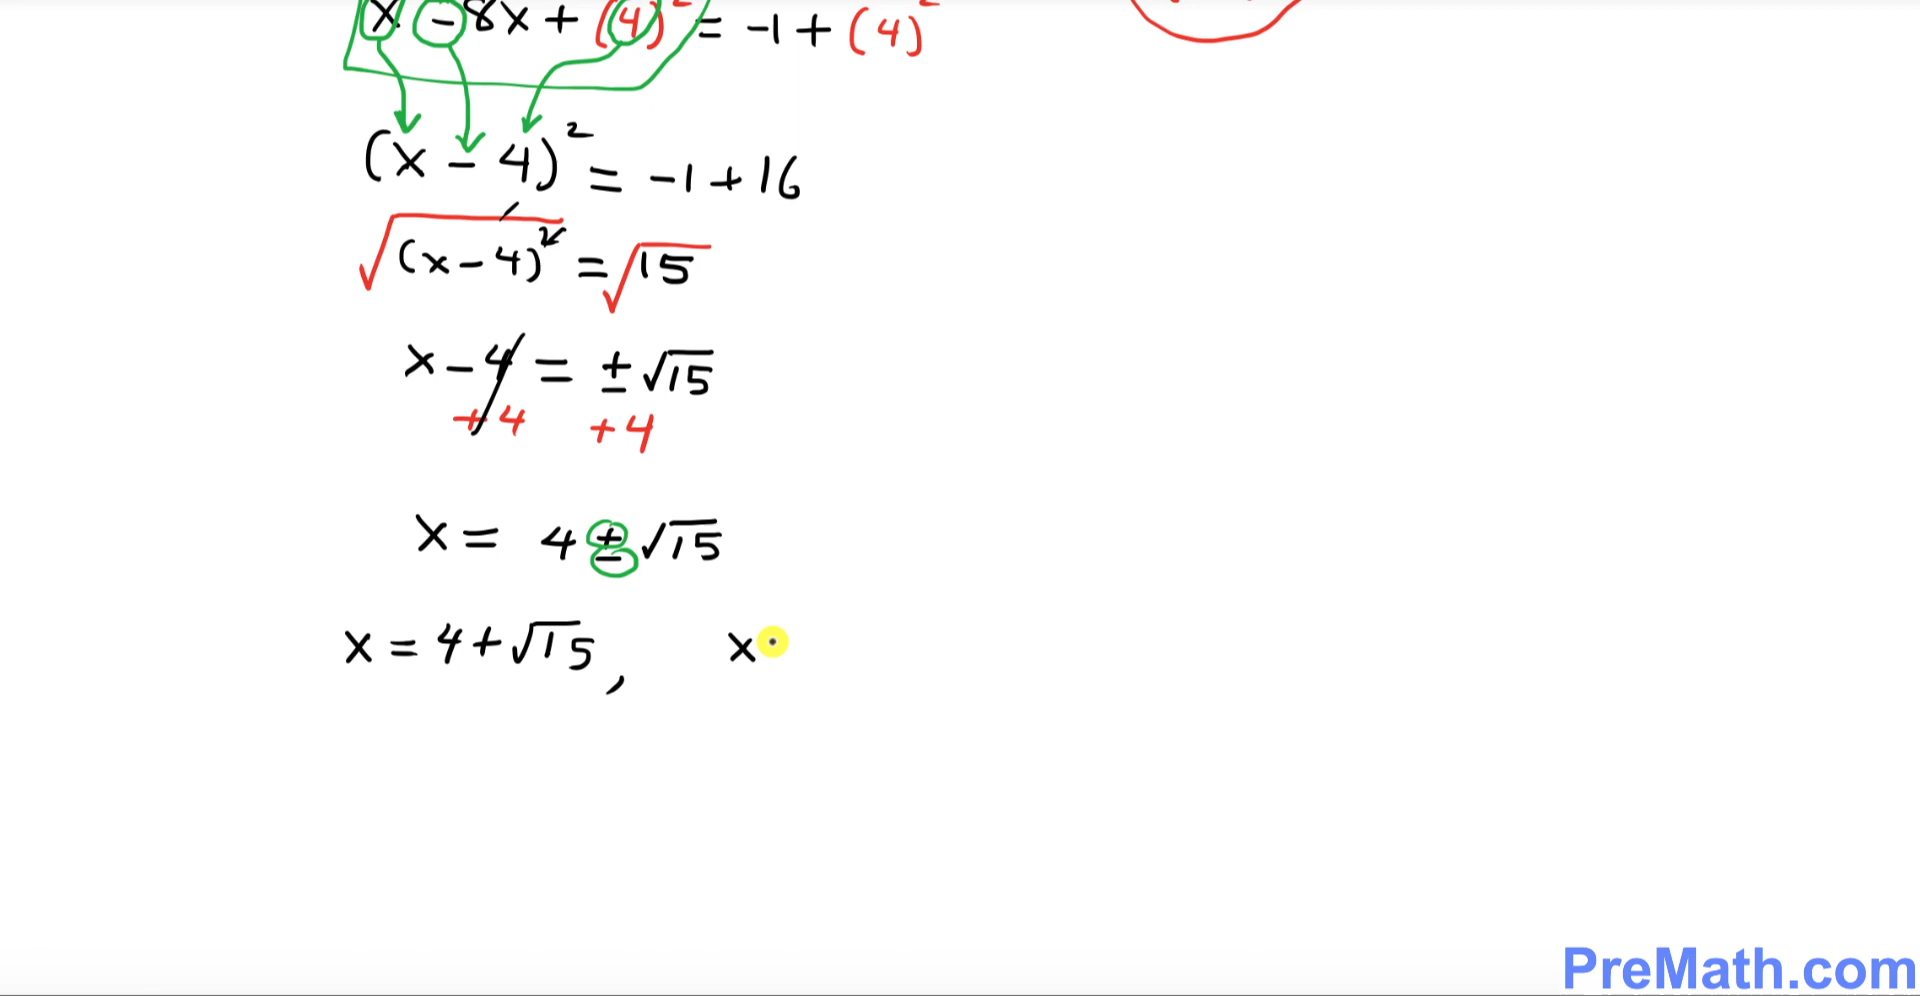 x² - 8x + (4)² = -1 + (4)²
(x - 4)² = -1 + 16
√(x - 4)² = √15
x - 4 = ± √15
+ 4 + 4
x = 4 ± √15
x = 4 + √15 , x
PreMath.com